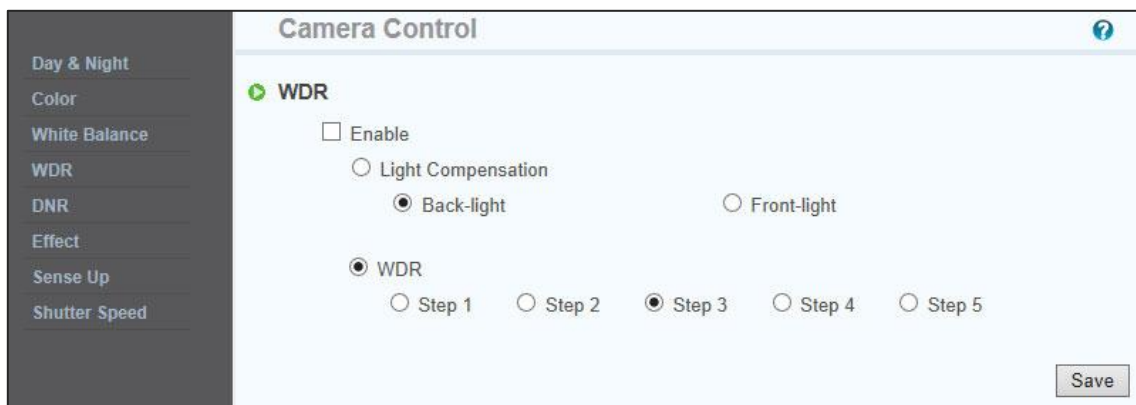 Camera Control
?
Day & Night
Color
White Balance
WDR
DNR
Effect
Sense Up
Shutter Speed
WDR
Enable
Light Compensation
Back-light Front-light
WDR
Step 1 Step 2 Step 3 Step 4 Step 5
Save